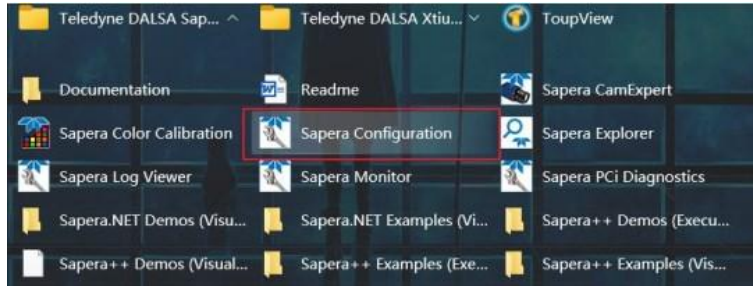 Teledyne DALSA Sap... Teledyne DALSA Xtiu... ToupView
Documentation Readme Sapera CamExpert
Sapera Color Calibration Sapera Configuration Sapera Explorer
Sapera Log Viewer Sapera Monitor Sapera PCi Diagnostics
Sapera.NET Demos (Visu... Sapera.NET Examples (Vi... Sapera++ Demos (Execu...
Sapera++ Demos (Visual... Sapera++ Examples (Exe... Sapera++ Examples (Vis...